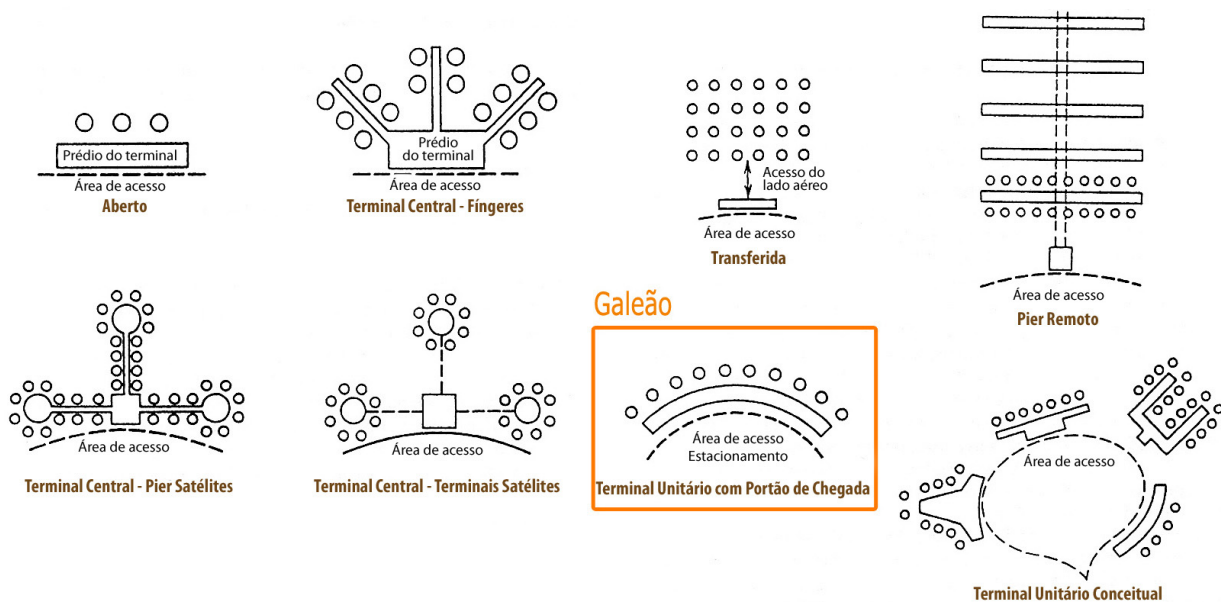 Prédio do terminal
Área de acesso
Aberto
Prédio
do terminal
Área de acesso
Terminal Central - Fíngeres
Acesso do
lado aéreo
Área de acesso
Transferida
Área de acesso
Pier Remoto
Área de acesso
Terminal Central - Pier Satélites
Área de acesso
Terminal Central - Terminais Satélites
Galeão
Área de acesso
Estacionamento
Terminal Unitário com Portão de Chegada
Área de acesso
Terminal Unitário Conceitual